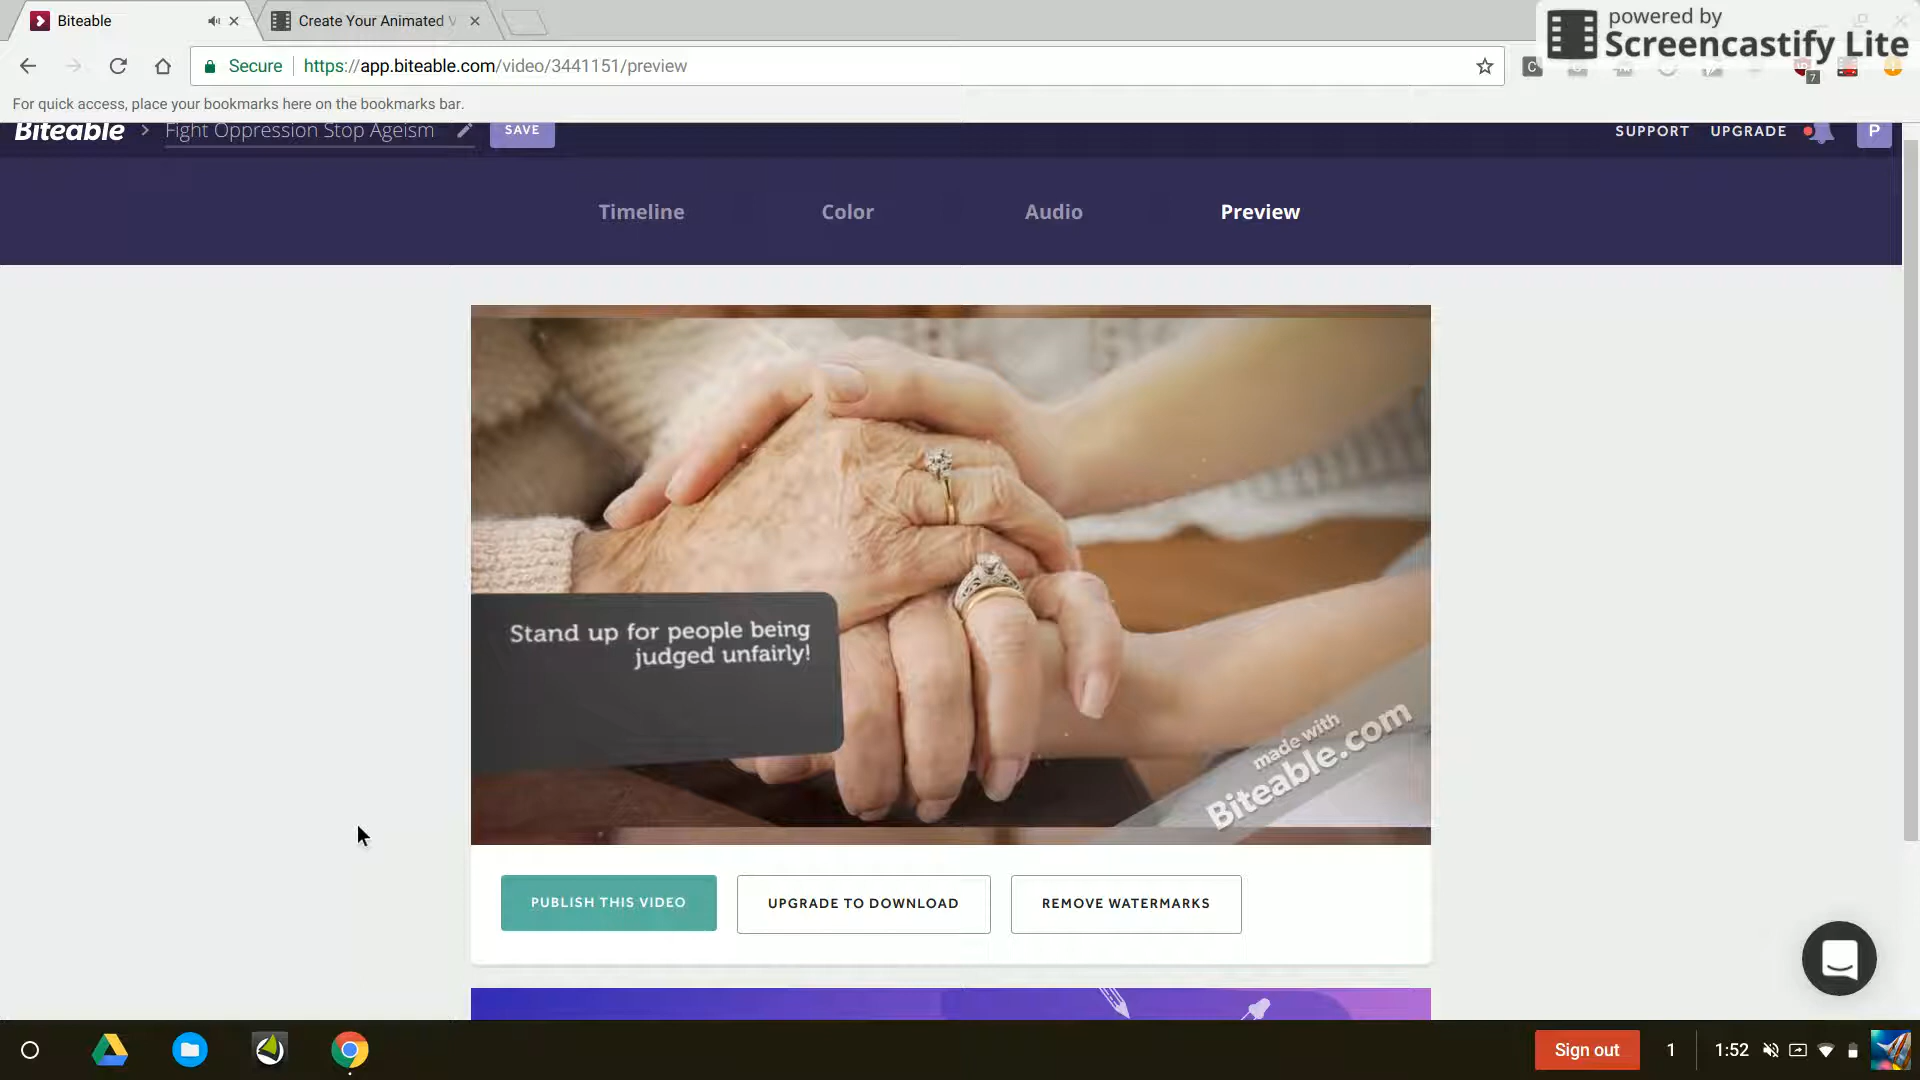 Biteable
Create Your Animated V
powered by
Screencastify Lite
Secure
https://app.biteable.com/video/3441151/preview
C
7
For quick access, place your bookmarks here on the bookmarks bar.
Biteable > Fight Oppression Stop Ageism
SAVE
SUPPORT
UPGRADE
P
Timeline
Color
Audio
Preview
Stand up for people being
judged unfairly!
made with
Biteable.com
PUBLISH THIS VIDEO
UPGRADE TO DOWNLOAD
REMOVE WATERMARKS
Sign out
1
1:52